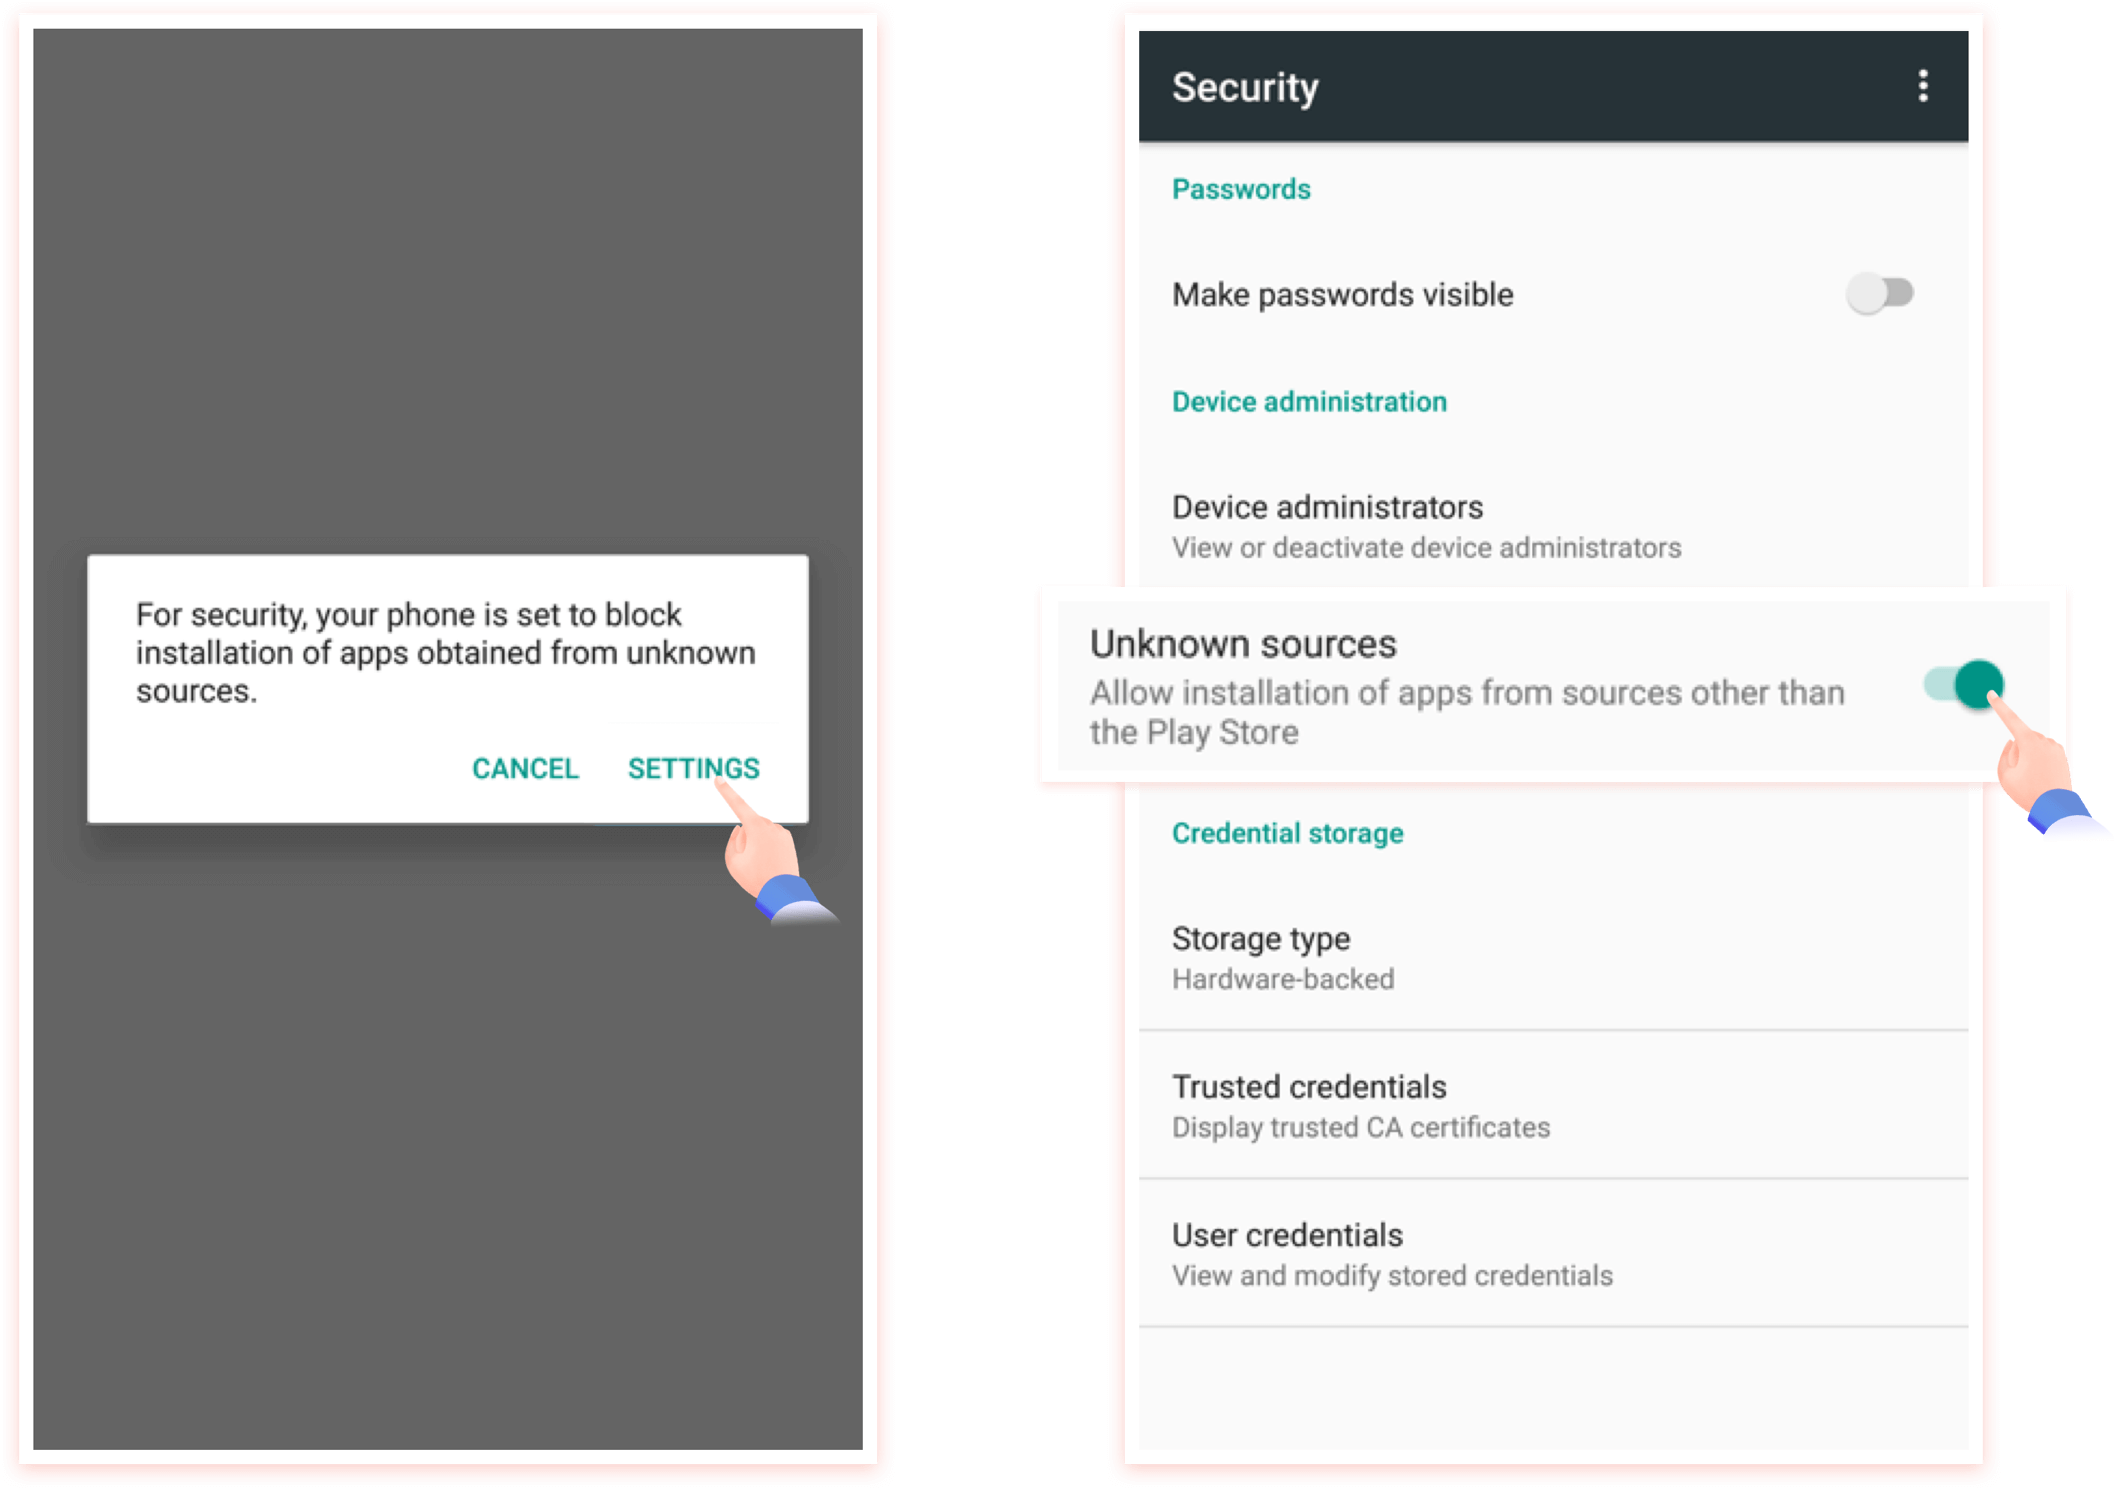 For security, your phone is set to block
installation of apps obtained from unknown
sources.
CANCEL SETTINGS
Security
Passwords
Make passwords visible
Device administration
Device administrators
View or deactivate device administrators
Unknown sources
Allow installation of apps from sources other than
the Play Store
Credential storage
Storage type
Hardware-backed
Trusted credentials
Display trusted CA certificates
User credentials
View and modify stored credentials